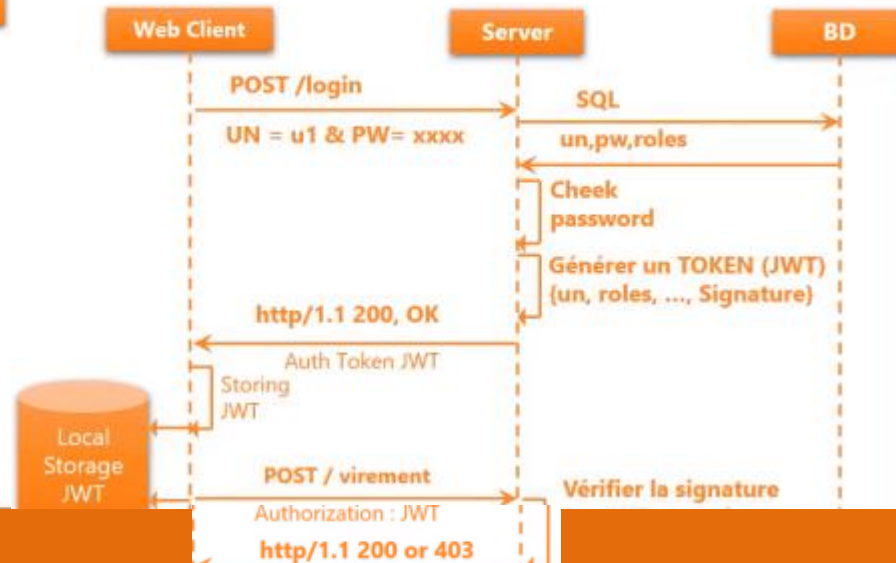 Web Client
Server
BD
POST /login
UN = u1 & PW= xxxx
SQL
un,pw,roles
Cheek
password
Générer un TOKEN (JWT)
(un, roles, ..., Signature)
http/1.1 200, OK
Auth Token JWT
Storing
JWT
Local
Storage
JWT
POST / virement
Authorization : JWT
Vérifier la signature
http/1.1 200 or 403